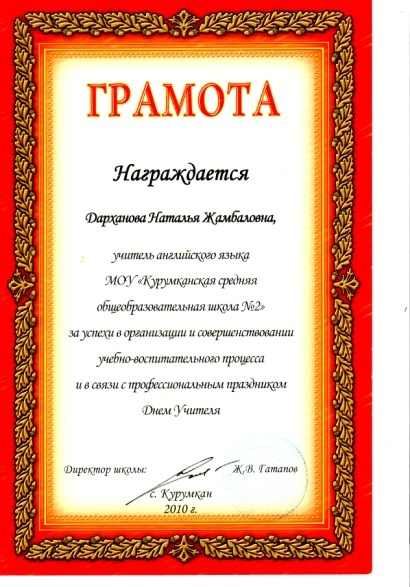 ГРАМОТА
Награждается
Дарханова Наталья Жамбаловна,
учитель английского языка
МОУ «Курумканская средняя
общеобразовательная школа №2»
за успехи в организации и совершенствовании
учебно-воспитательного процесса
и в связи с профессиональным праздником
Днем Учителя
Директор школы: Ж.В. Гатапов
с. Курумкан
2010 г.